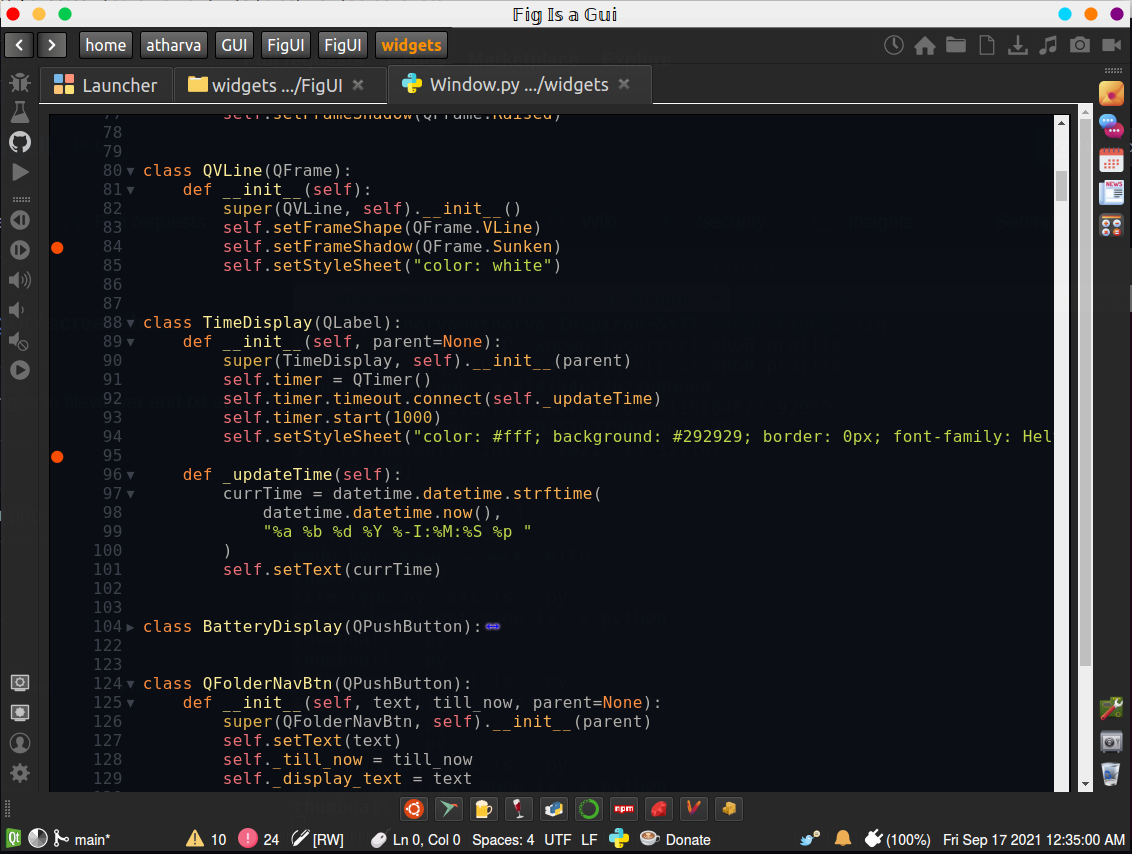 Fig Is a Gui
home atharva GUI FigUI FigUI widgets
Launcher widgets .../FigUI Window.py .../widgets
77 self.setFrameShadow(QFrame.Raised)
78
79
80 class QVLine(QFrame):
81 def __init__(self):
82 super(QVLine, self).__init__()
83 self.setFrameShape(QFrame.VLine)
84 self.setFrameShadow(QFrame.Sunken)
85 self.setStyleSheet("color: white")
86
87
88 class TimeDisplay(QLabel):
89 def __init__(self, parent=None):
90 super(TimeDisplay, self).__init__(parent)
91 self.timer = QTimer()
92 self.timer.timeout.connect(self._updateTime)
93 self.timer.start(1000)
94 self.setStyleSheet("color: #fff; background: #292929; border: 0px; font-family: Hel
95
96 def _updateTime(self):
97 currTime = datetime.datetime.strftime(
98 datetime.datetime.now(),
99 "%a %b %d %Y %-I:%M:%S %p "
100 )
101 self.setText(currTime)
102
103
104 class BatteryDisplay(QPushButton):
122
123
124 class QFolderNavBtn(QPushButton):
125 def __init__(self, text, till_now, parent=None):
126 super(QFolderNavBtn, self).__init__(parent)
127 self.setText(text)
128 self._till_now = till_now
129 self._display_text = text
NEWS
npm
Qt main* 10 24 [RW] Ln 0, Col 0 Spaces: 4 UTF LF Donate (100%) Fri Sep 17 2021 12:35:00 AM